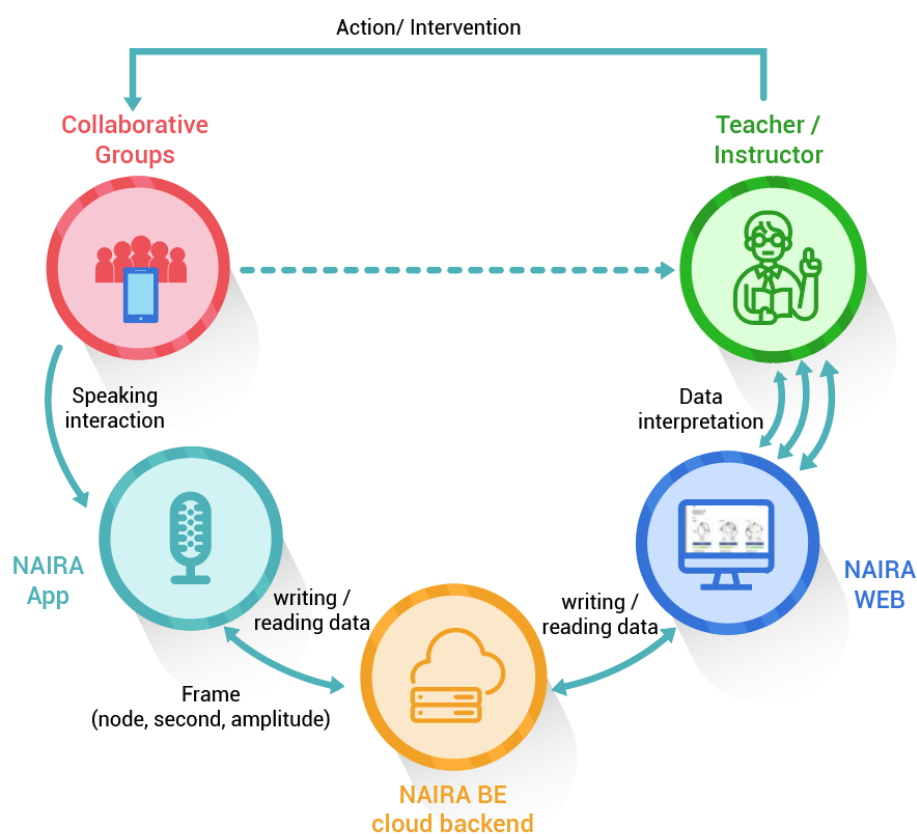 Action/ Intervention
Collaborative
Groups
Teacher /
Instructor
Speaking
interaction
Data
interpretation
NAIRA
App
NAIRA
WEB
writing /
reading data
writing /
reading data
Frame
(node, second, amplitude)
NAIRA BE
cloud backend